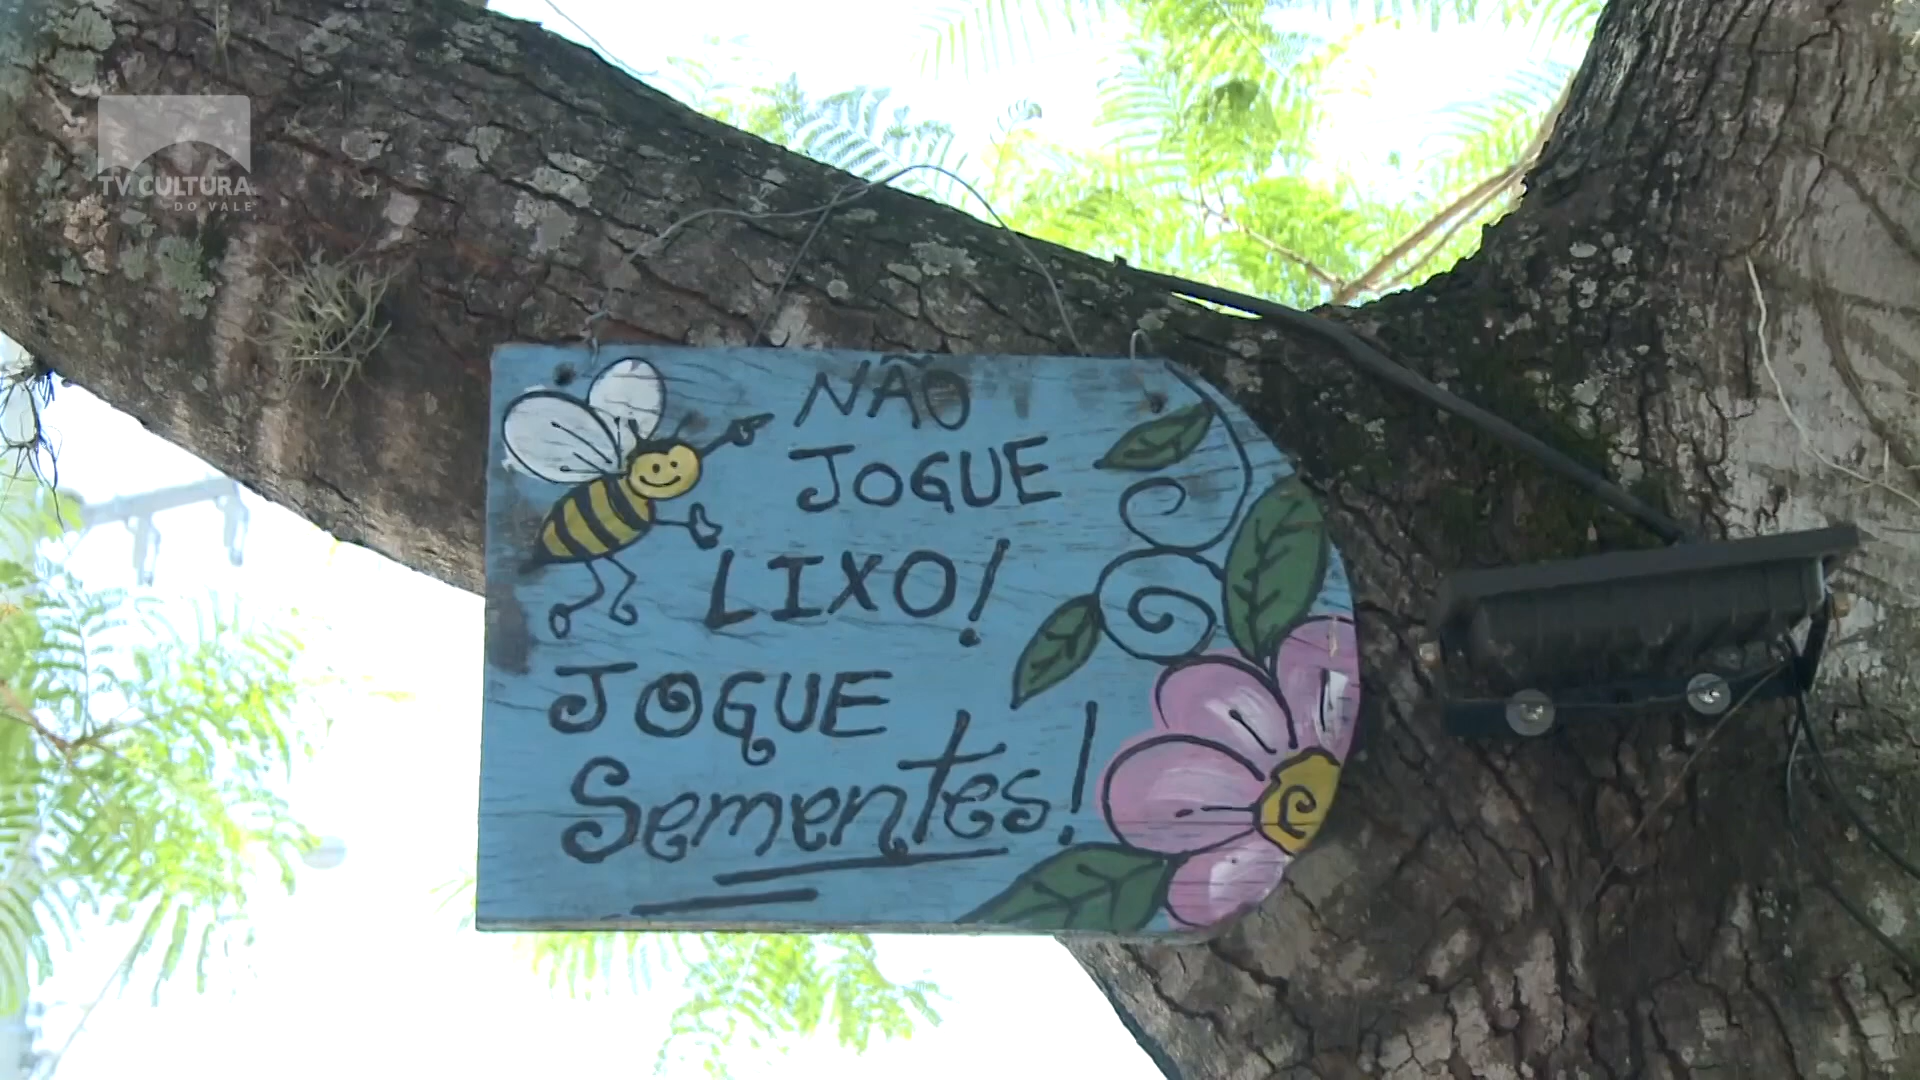 TV CULTURA
DO VALE
NÃO
JOGUE
LIXO!
JOGUE
Sementes!